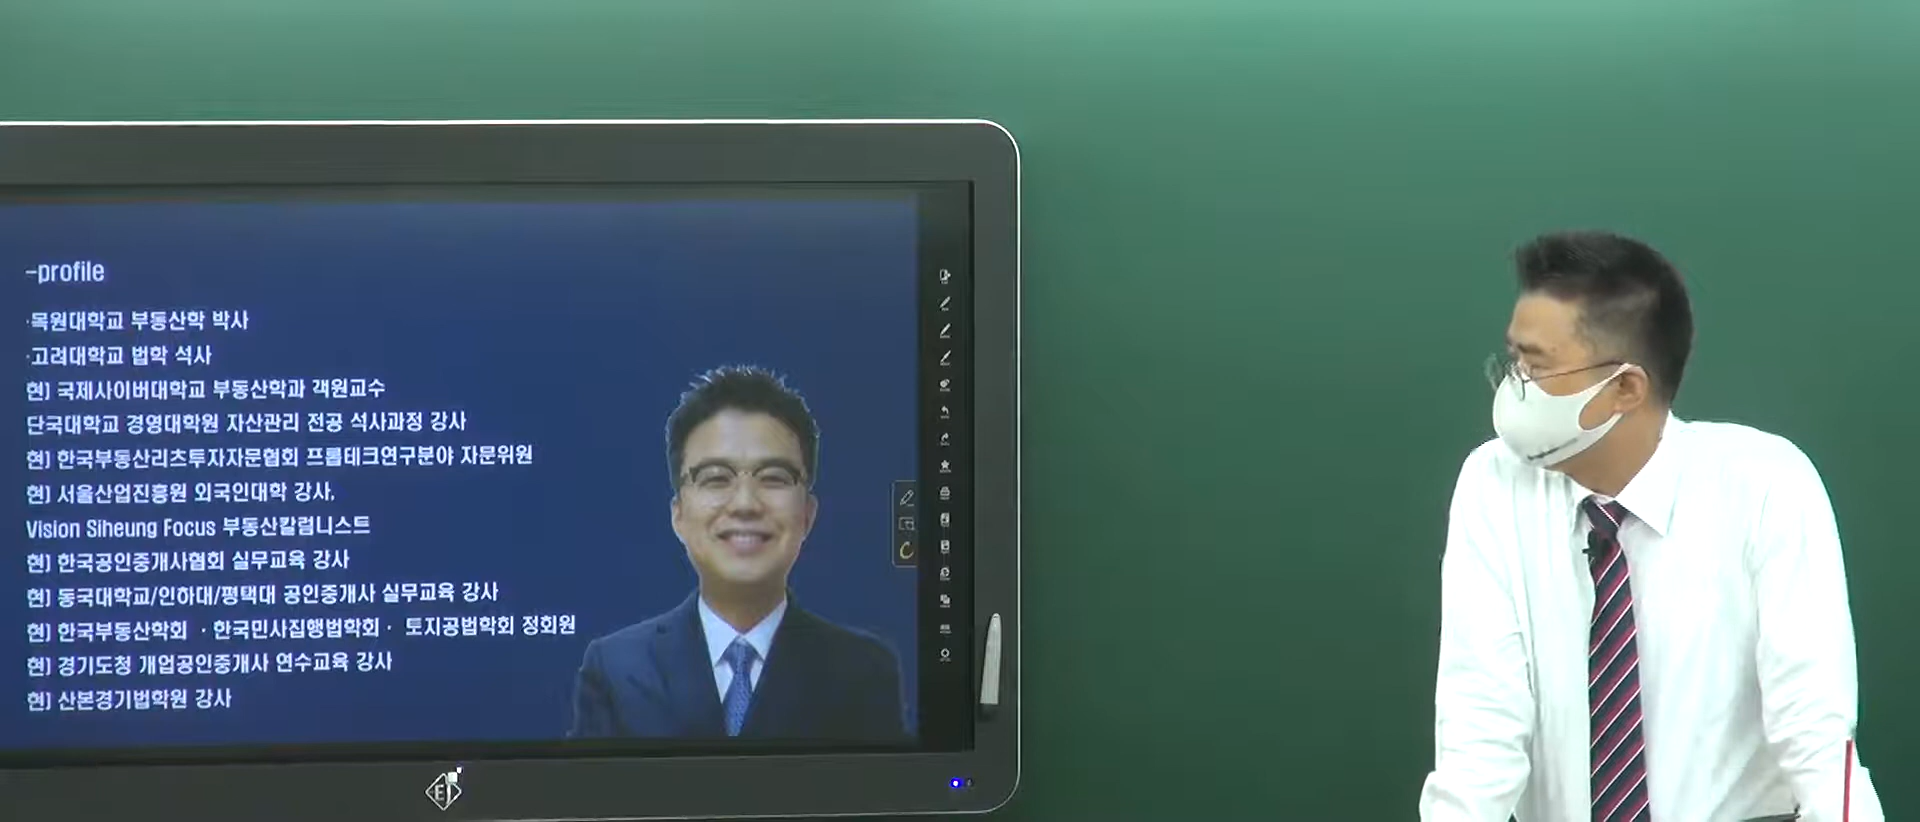 -profile
·목원대학교 부동산학 박사
·고려대학교 법학 석사
현) 국제사이버대학교 부동산학과 객원교수
단국대학교 경영대학원 자산관리 전공 석사과정 강사
현) 한국부동산리츠투자자문협회 프롭테크연구분야 자문위원
현) 서울산업진흥원 외국인대학 강사,
Vision Siheung Focus 부동산칼럼니스트
현) 한국공인중개사협회 실무교육 강사
현) 동국대학교/인하대/평택대 공인중개사 실무교육 강사
현) 한국부동산학회 ·한국민사집행법학회· 토지공법학회 정회원
현) 경기도청 개업공인중개사 연수교육 강사
현) 산본경기법학원 강사